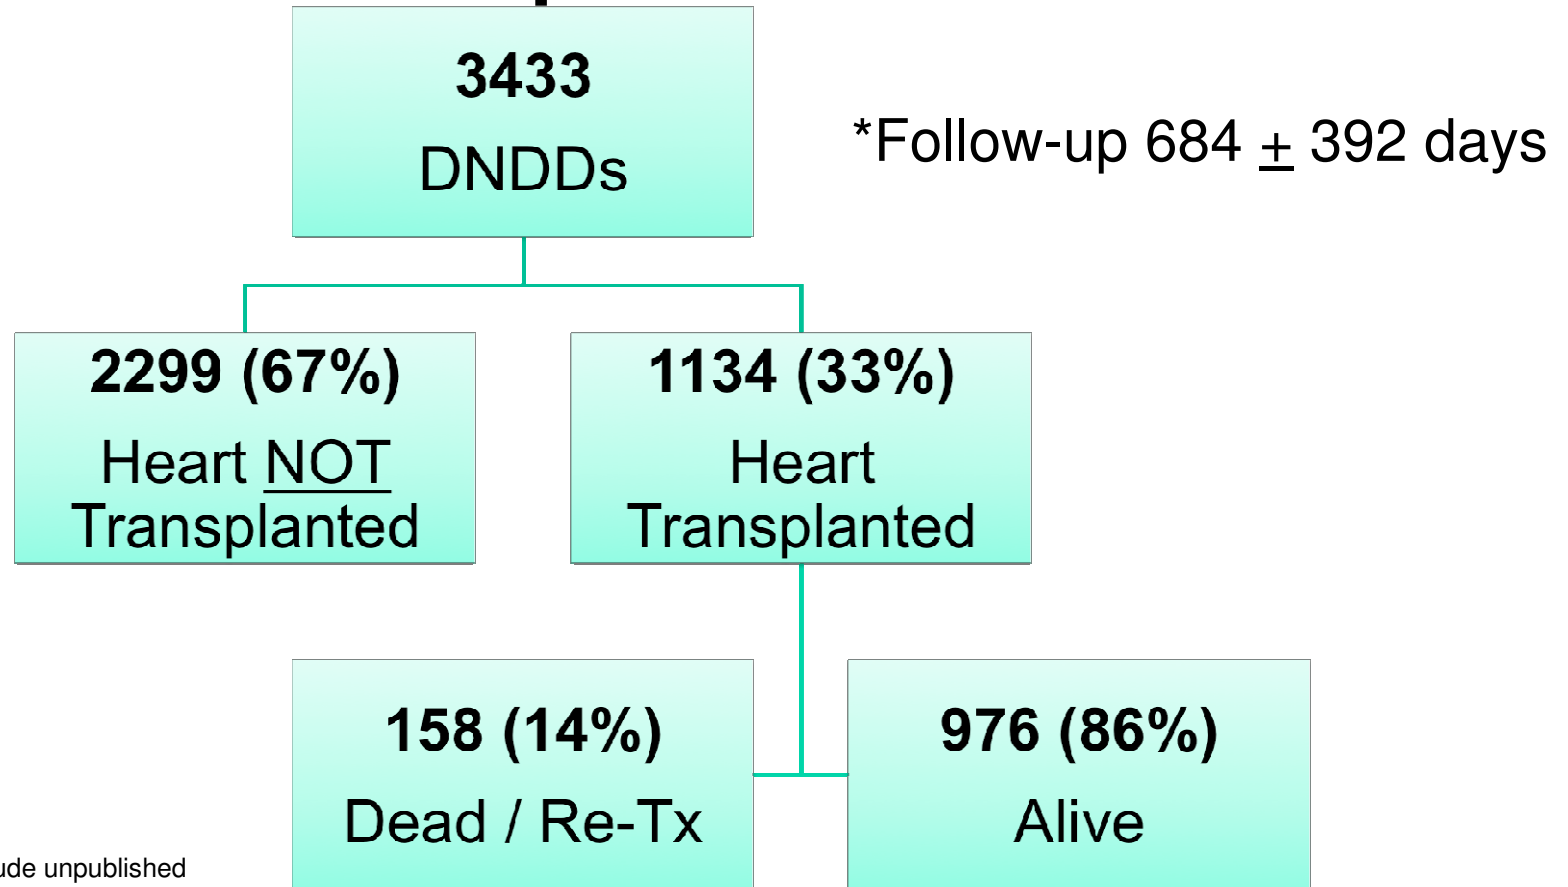 3433
DNDDs
*Follow-up 684 ± 392 days
2299 (67%)
Heart NOT
Transplanted
1134 (33%)
Heart
Transplanted
158 (14%)
Dead / Re-Tx
976 (86%)
Alive
unpublished